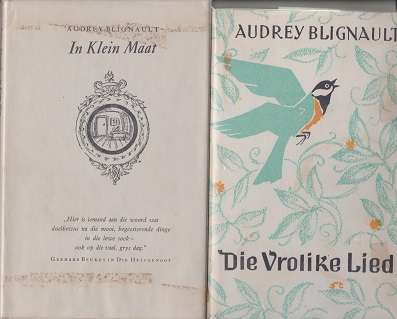 AUDREY BLIGNAULT
In Klein Maat
„Hier is iemand aan die woord wat
doelbewus na die mooi, begeesterende dinge
in die lewe soek—
ook op die vaal, grys dag."
GERHARD BEUKES IN DIE HUISGENOOT
AUDREY BLIGNAULT
Die Vrolike Lied